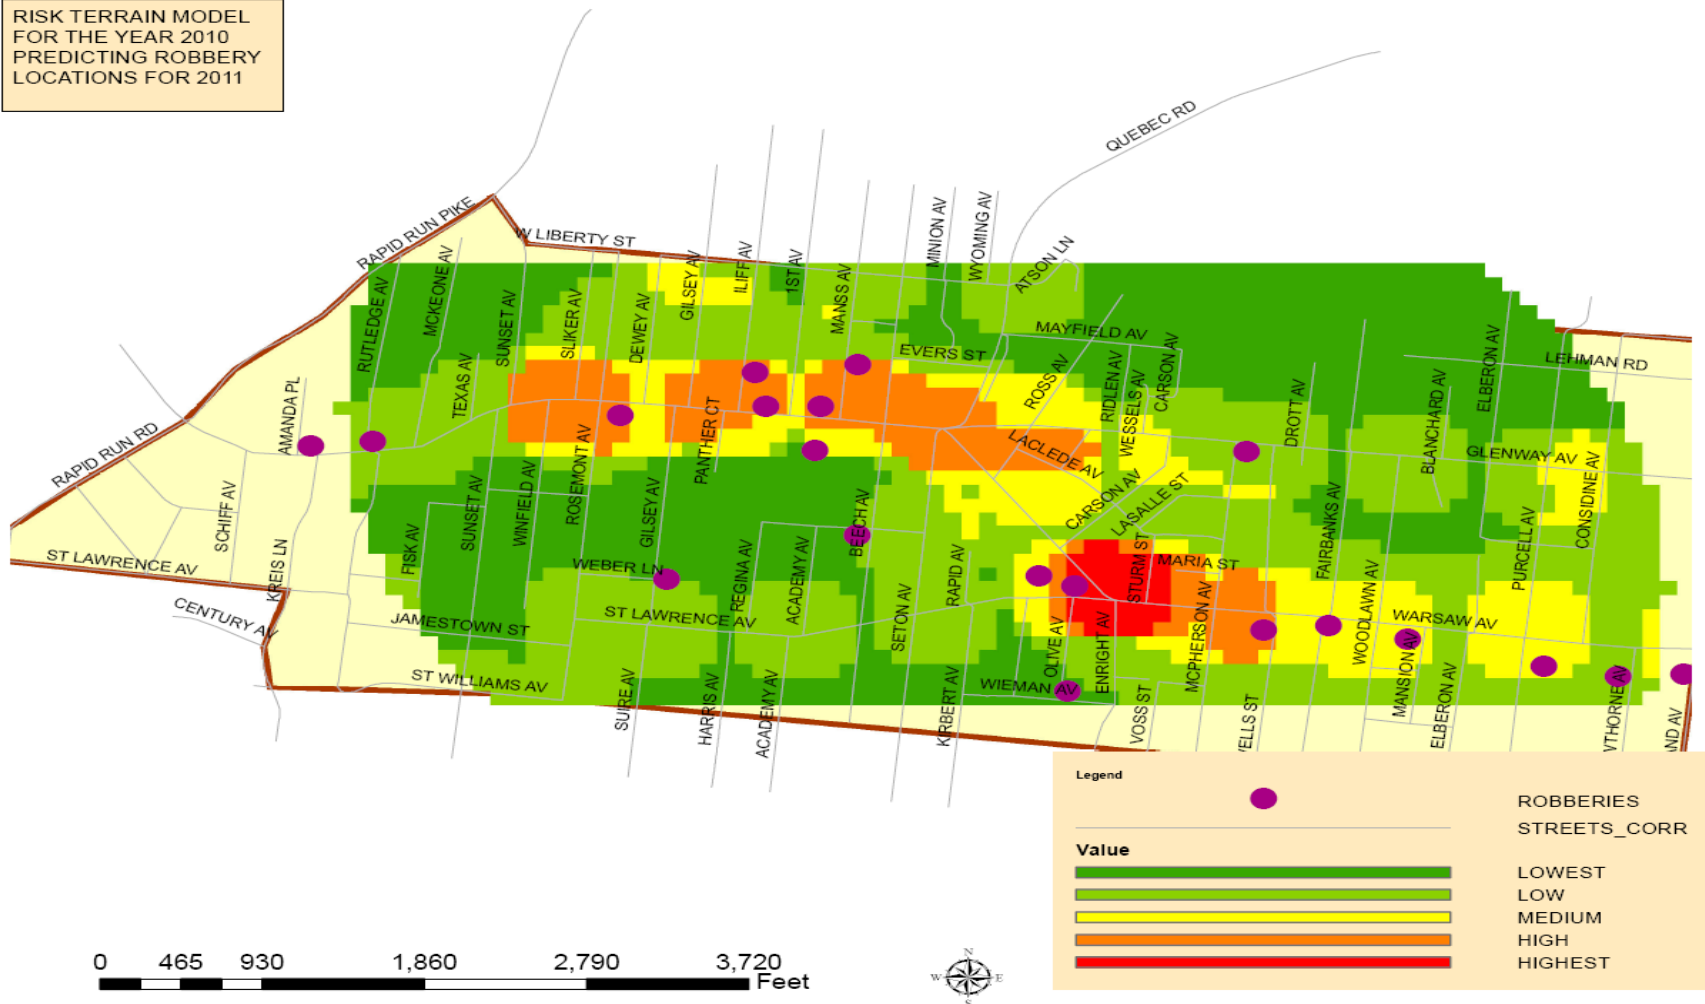 RISK TERRAIN MODEL
FOR THE YEAR 2010
PREDICTING ROBBERY
LOCATIONS FOR 2011
QUEBEC RD
RAPID RUN PIKE
W LIBERTY ST
MINION AV
WYOMING AV
ATSON LN
RUTLEDGE AV
MCKEONE AV
SUNSET AV
SLIKER AV
DEWEY AV
GILSEY AV
ILIFF AV
1ST AV
MANSS AV
MAYFIELD AV
EVERS ST
ROSS AV
RIDLEN AV
WESSELS AV
CARSON AV
ELBERON AV
LEHMAN RD
AMANDA PL
TEXAS AV
PANTHER CT
LACLEDE AV
DROTT AV
BLANCHARD AV
GLENWAY AV
CONSIDINE AV
RAPID RUN RD
SCHIFF AV
SUNSET AV
WINFIELD AV
ROSEMONT AV
GILSEY AV
BEECH AV
CARSON AV
LASALLE ST
FAIRBANKS AV
PURCELL AV
ST LAWRENCE AV
KREIS LN
FISK AV
WEBER LN
REGINA AV
ACADEMY AV
RAPID AV
STURM ST
MARIA ST
CENTURY AV
JAMESTOWN ST
ST LAWRENCE AV
SETON AV
OLIVE AV
ENRIGHT AV
MCPHERSON AV
WOODLAWN AV
WARSAW AV
MANSION AV
ST WILLIAMS AV
SUIRE AV
HARRIS AV
ACADEMY AV
KIRBERT AV
WIEMAN AV
VOSS ST
ELLS ST
ELBERON AV
THORNE AV
ND AV
Legend
ROBBERIES
STREETS_CORR
Value
LOWEST
LOW
MEDIUM
HIGH
HIGHEST
0 465 930 1,860 2,790 3,720
Feet
N
W E
S